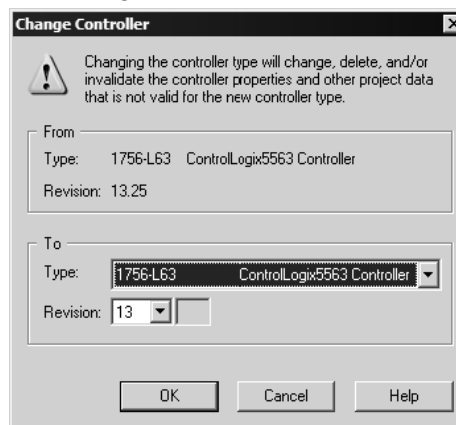 Change Controller
Changing the controller type will change, delete, and/or
invalidate the controller properties and other project data
that is not valid for the new controller type.
From
Type: 1756-L63 ControlLogix5563 Controller
Revision: 13.25
To
Type: 1756-L63 ControlLogix5563 Controller
Revision: 13
OK Cancel Help